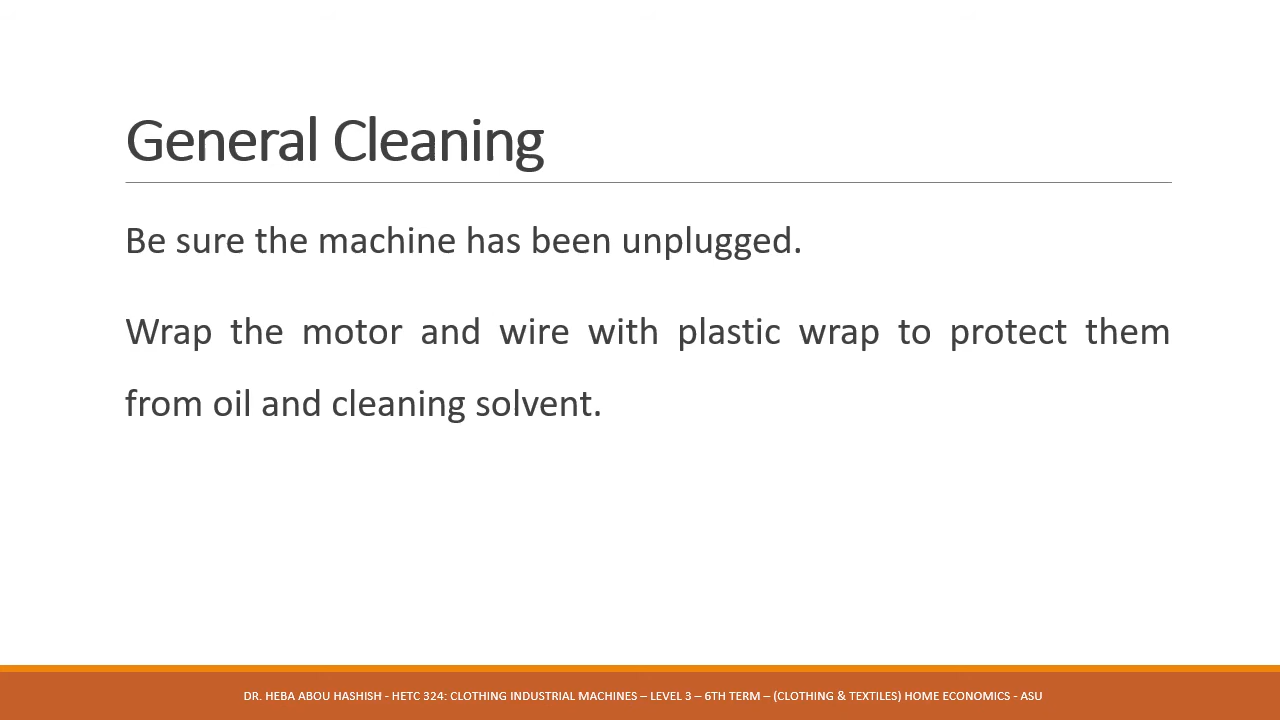 General Cleaning
Be sure the machine has been unplugged.
Wrap the motor and wire with plastic wrap to protect them
from oil and cleaning solvent.
DR. HEBA ABOU HASHISH - HETC 324: CLOTHING INDUSTRIAL MACHINES – LEVEL 3 – 6TH TERM – (CLOTHING & TEXTILES) HOME ECONOMICS - ASU